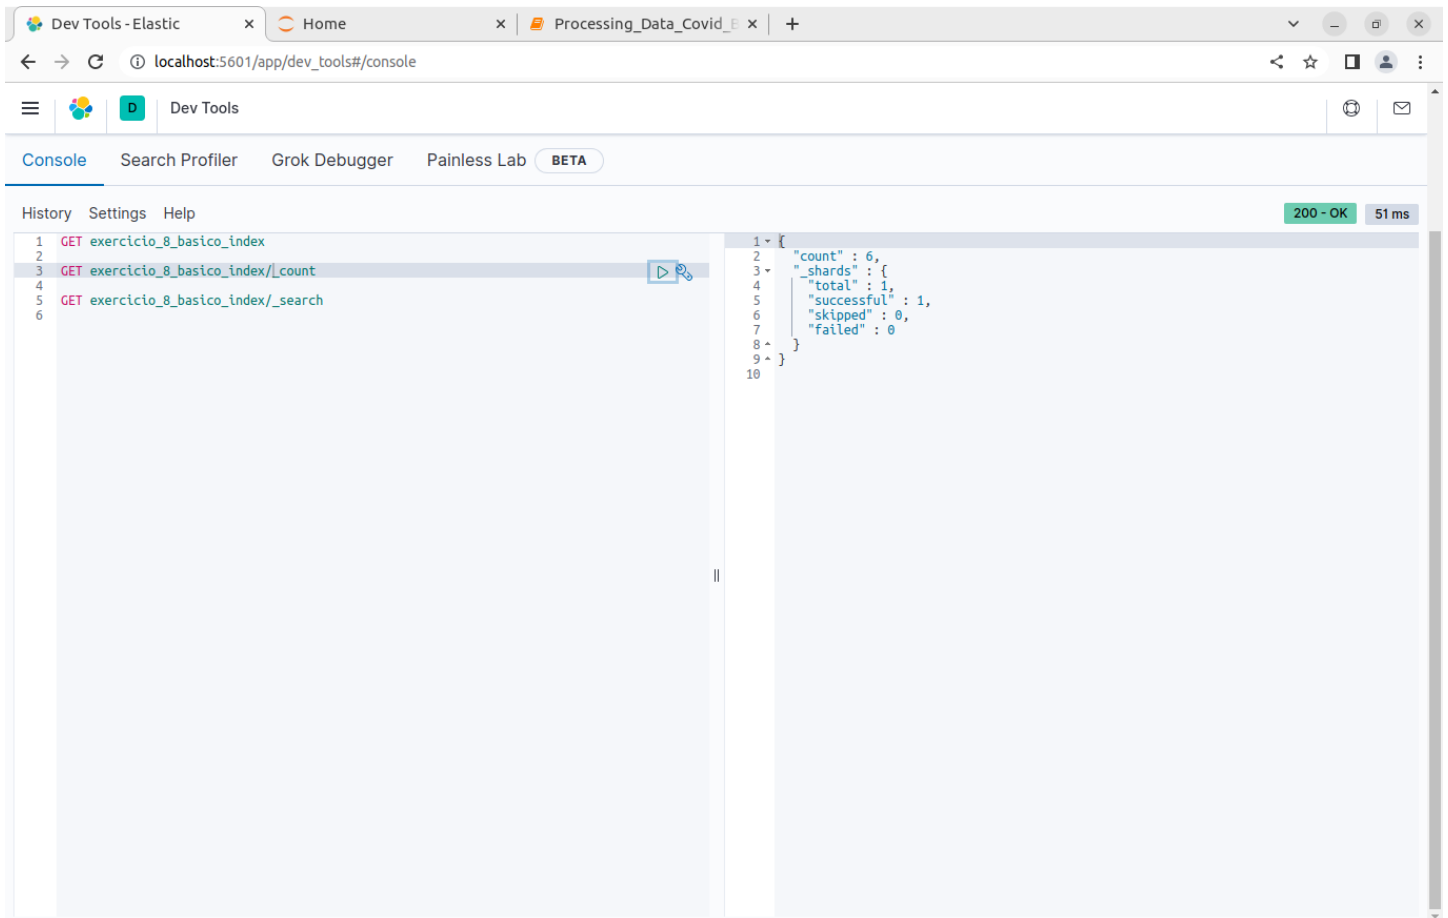 Dev Tools - Elastic
Home
Processing_Data_Covid_
localhost:5601/app/dev_tools#/console
D
Dev Tools
Console Search Profiler Grok Debugger Painless Lab BETA
History Settings Help
200 - OK 51 ms
1 GET exercicio_8_basico_index
2
3 GET exercicio_8_basico_index/_count
4
5 GET exercicio_8_basico_index/_search
6
1 {
2 "count" : 6,
3 "_shards" : {
4 "total" : 1,
5 "successful" : 1,
6 "skipped" : 0,
7 "failed" : 0
8 }
9 }
10